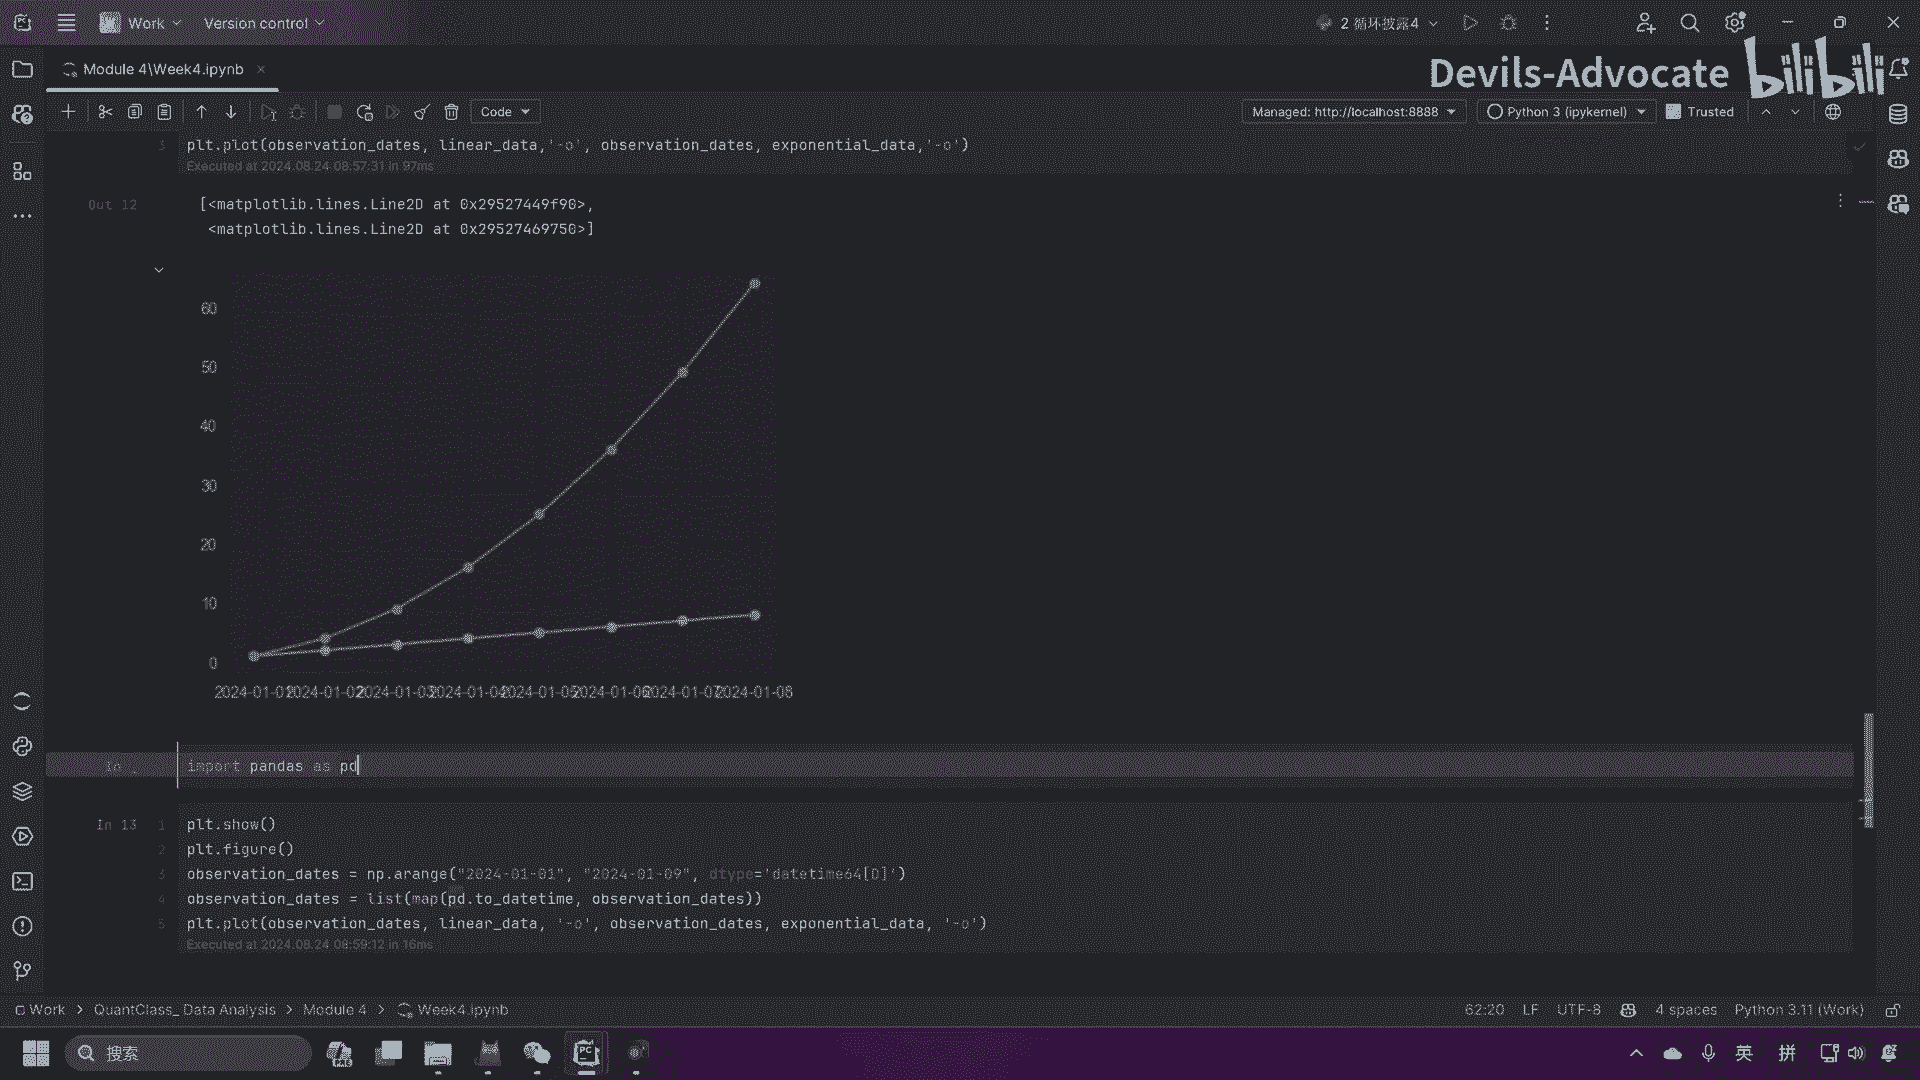 Work
Version control
2 循环披露4
Module 4\Week4.ipynb
Devils-Advocate bilibili
Code
Managed: http://localhost:8888
Python 3 (ipykernel)
Trusted
3 plt.plot(observation_dates, linear_data,'-o', observation_dates, exponential_data,'-o')
Executed at 2024.08.24 08:57:31 in 97ms
Out 12
[<matplotlib.lines.Line2D at 0x29527449f90>,
<matplotlib.lines.Line2D at 0x29527469750>]
60
50
40
30
20
10
0
2024-01-01 2024-01-02 2024-01-03 2024-01-04 2024-01-05 2024-01-06 2024-01-07 2024-01-08
In _ import pandas as pd
In 13 1 plt.show()
2 plt.figure()
3 observation_dates = np.arange("2024-01-01", "2024-01-09", dtype='datetime64[D]')
4 observation_dates = list(map(pd.to_datetime, observation_dates))
5 plt.plot(observation_dates, linear_data, '-o', observation_dates, exponential_data, '-o')
Executed at 2024.08.24 08:59:12 in 16ms
Work > QuantClass_ Data Analysis > Module 4 > Week4.ipynb
62:20 LF UTF-8 4 spaces Python 3.11 (Work)
搜索
英 拼